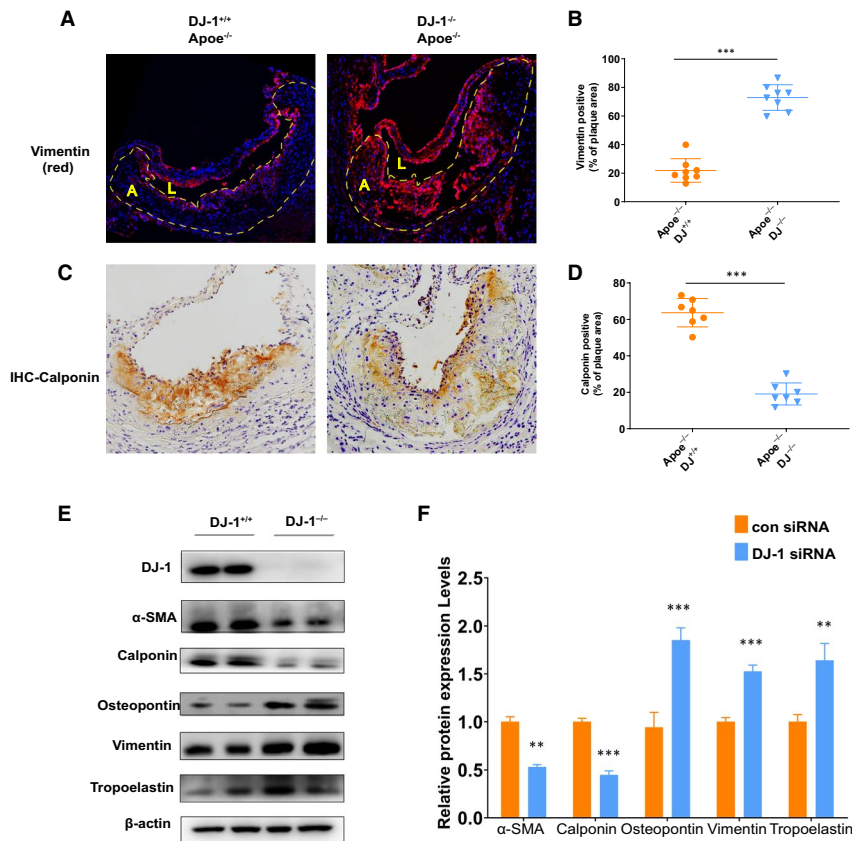 A
DJ-1+/+
Apoe-/-
DJ-1-/-
Apoe-/-
Vimentin
(red)
A
L
A
L
B
***
Vimentin positive
(% of plaque area)
100
80
60
40
20
0
Apoe−/−
DJ+/+
Apoe−/−
DJ−/−
C
IHC-Calponin
D
***
Calponin positive
(% of plaque area)
80
60
40
20
0
Apoe−/−
DJ+/+
Apoe−/−
DJ−/−
E
DJ-1+/+
DJ-1−/−
DJ-1
α-SMA
Calponin
Osteopontin
Vimentin
Tropoelastin
β-actin
F
con siRNA
DJ-1 siRNA
Relative protein expression Levels
2.5
2.0
1.5
1.0
0.5
0.0
**
***
***
***
**
α-SMA
Calponin
Osteopontin
Vimentin
Tropoelastin